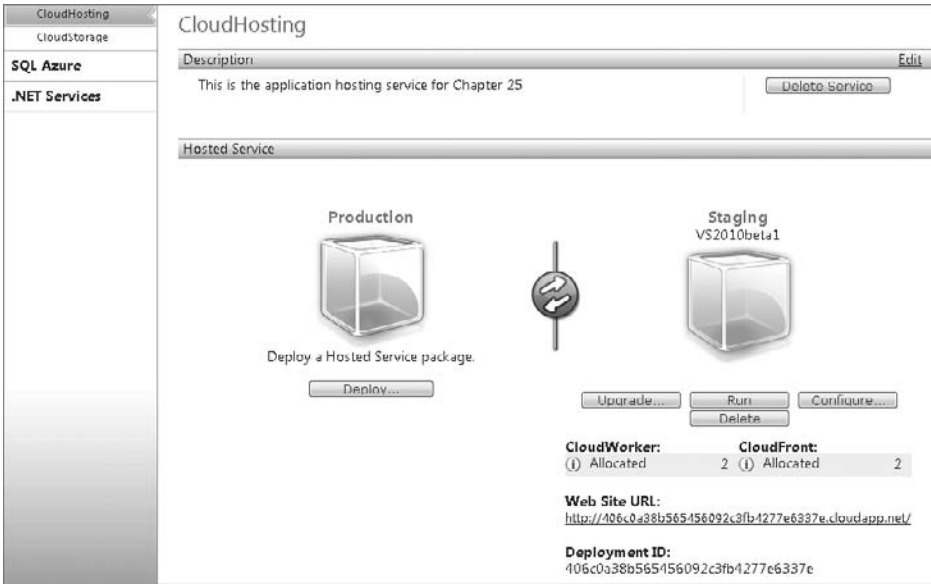 CloudHosting
CloudStorage
SQL Azure
.NET Services
CloudHosting
Description Edit
This is the application hosting service for Chapter 25
Delete Service
Hosted Service
Production
Deploy a Hosted Service package.
Deploy...
Staging
VS2010beta1
Upgrade... Run Configure...
Delete
CloudWorker: CloudFront:
Allocated 2 Allocated 2
Web Site URL:
http://406c0a38b565456092c3fb4277e6337e.cloudapp.net/
Deployment ID:
406c0a38b565456092c3fb4277e6337e